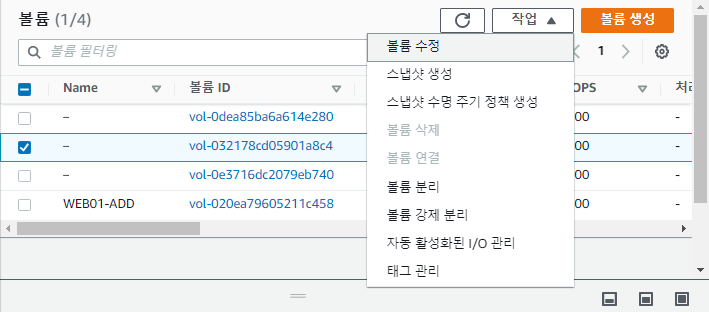 볼륨 (1/4)
작업
볼륨 생성
볼륨 필터링
1
Name
볼륨 ID
OPS
–
vol-0dea85ba6a614e280
00
-
–
vol-032178cd05901a8c4
00
-
–
vol-0e3716dc2079eb740
00
-
WEB01-ADD
vol-020ea79605211c458
00
-
볼륨 수정
스냅샷 생성
스냅샷 수명 주기 정책 생성
볼륨 삭제
볼륨 연결
볼륨 분리
볼륨 강제 분리
자동 활성화된 I/O 관리
태그 관리